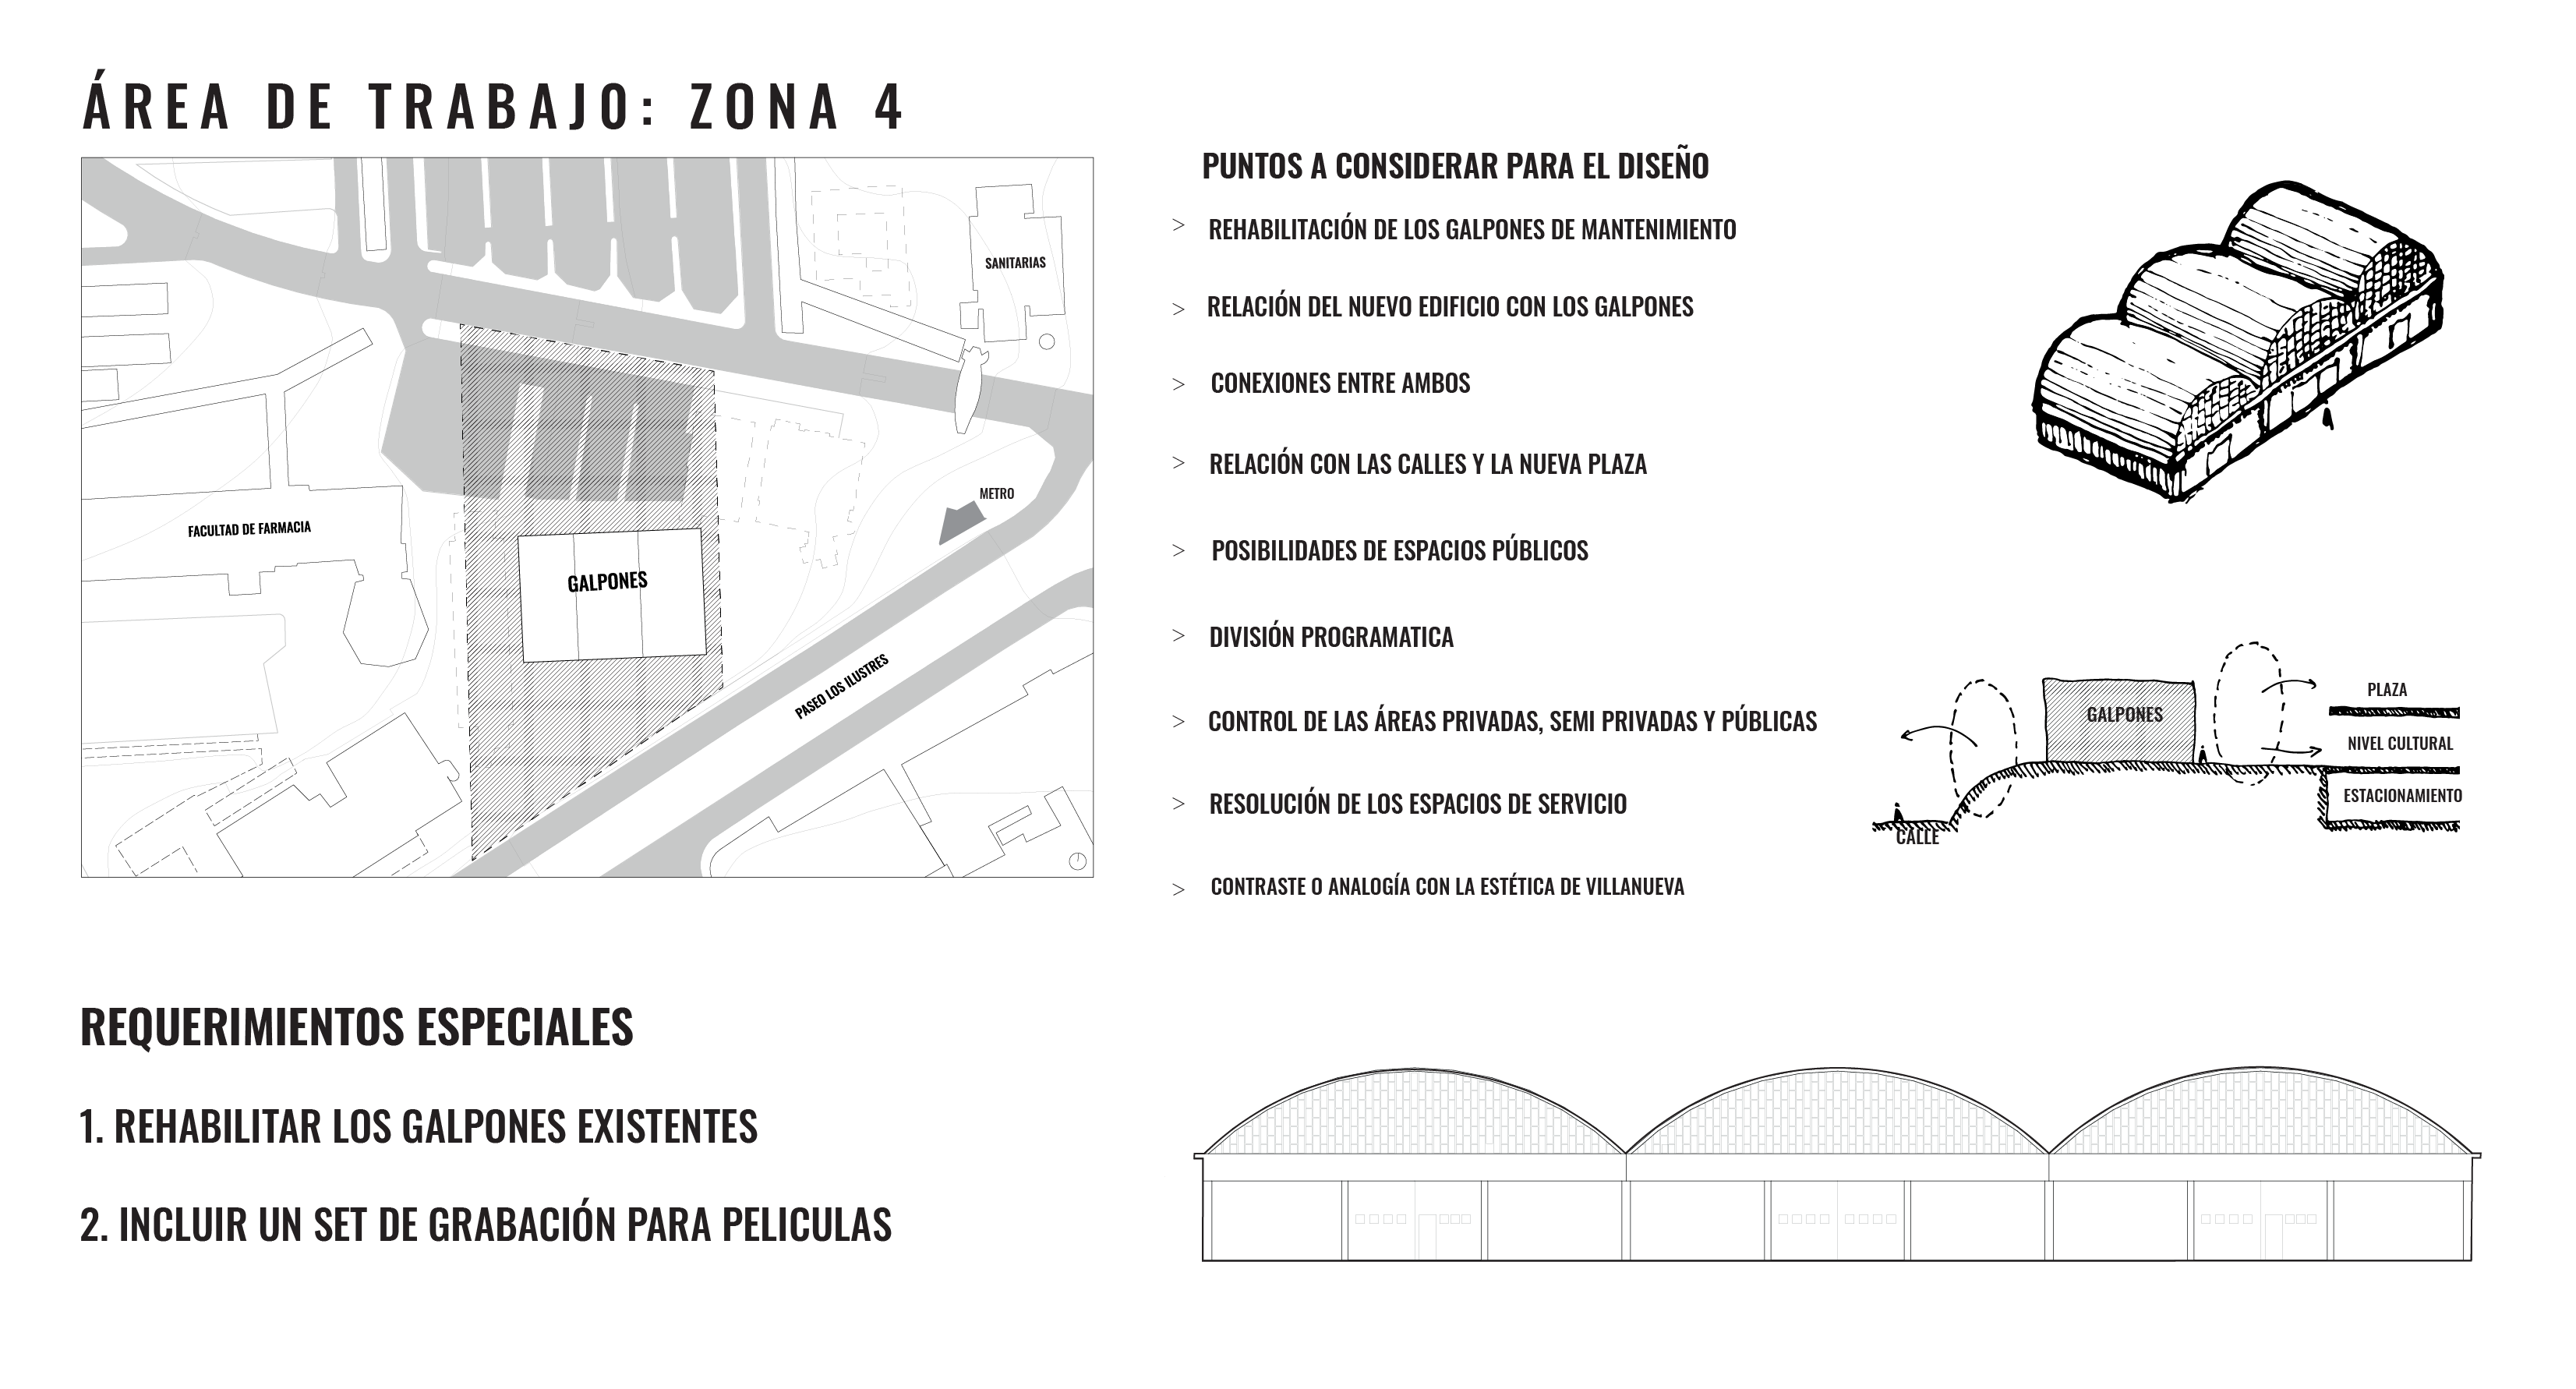 ÁREA DE TRABAJO: ZONA 4
SANITARIAS
METRO
FACULTAD DE FARMACIA
GALPONES
PASEO LOS ILUSTRES
PUNTOS A CONSIDERAR PARA EL DISEÑO
> REHABILITACIÓN DE LOS GALPONES DE MANTENIMIENTO
> RELACIÓN DEL NUEVO EDIFICIO CON LOS GALPONES
> CONEXIONES ENTRE AMBOS
> RELACIÓN CON LAS CALLES Y LA NUEVA PLAZA
> POSIBILIDADES DE ESPACIOS PÚBLICOS
> DIVISIÓN PROGRAMATICA
> CONTROL DE LAS ÁREAS PRIVADAS, SEMI PRIVADAS Y PÚBLICAS
> RESOLUCIÓN DE LOS ESPACIOS DE SERVICIO
> CONTRASTE O ANALOGÍA CON LA ESTÉTICA DE VILLANUEVA
PLAZA
GALPONES
NIVEL CULTURAL
ESTACIONAMIENTO
CALLE
REQUERIMIENTOS ESPECIALES
1. REHABILITAR LOS GALPONES EXISTENTES
2. INCLUIR UN SET DE GRABACIÓN PARA PELICULAS